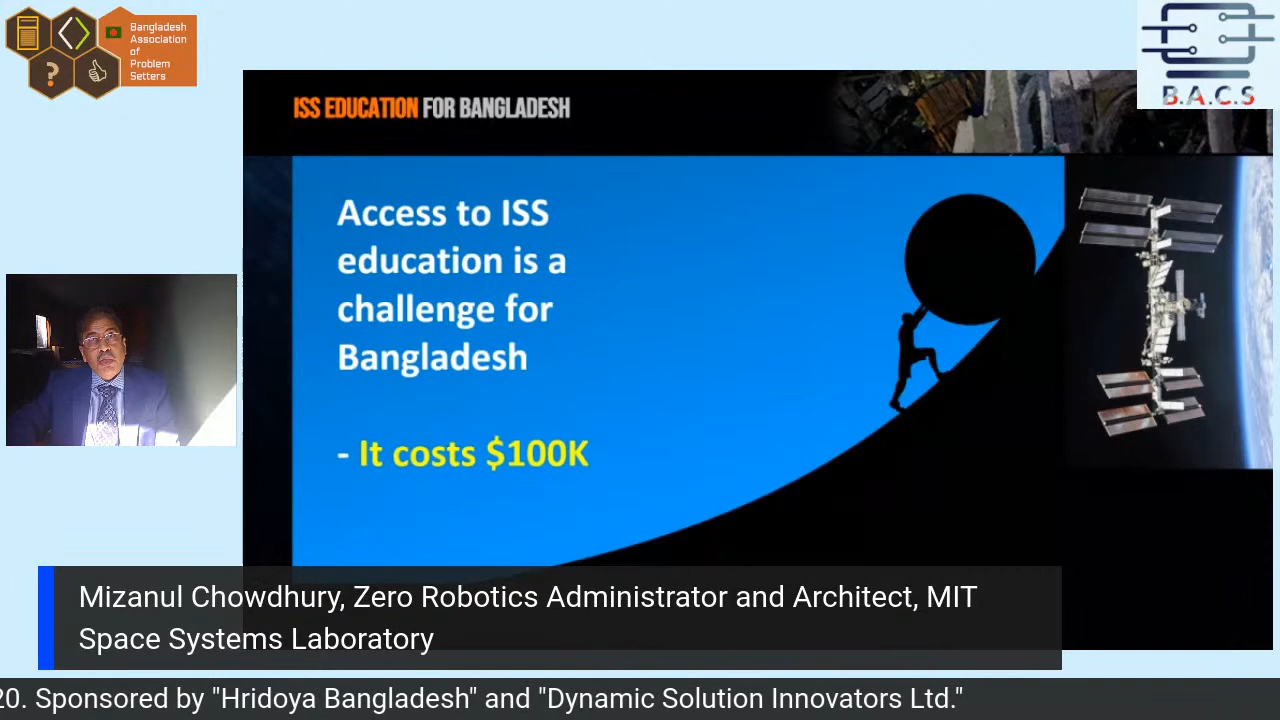 Bangladesh
Association
of
Problem
Setters
?
B.A.C.S
ISS EDUCATION FOR BANGLADESH
Access to ISS
education is a
challenge for
Bangladesh
- It costs $100K
Mizanul Chowdhury, Zero Robotics Administrator and Architect, MIT
Space Systems Laboratory
20. Sponsored by "Hridoya Bangladesh" and "Dynamic Solution Innovators Ltd."